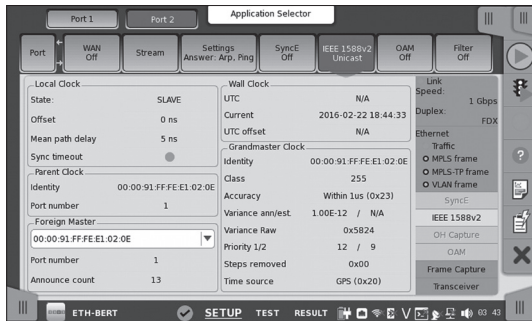 Port 1
Port 2
Application Selector
Port
WAN
Off
Stream
Settings
Answer: Arp, Ping
SyncE
Off
IEEE 1588v2
Unicast
OAM
Off
Filter
Off
Local Clock
State: SLAVE
Offset 0 ns
Mean path delay 5 ns
Sync timeout
Parent Clock
Identity 00:00:91:FF:FE:E1:02:0E
Port number 1
Foreign Master
00:00:91:FF:FE:E1:02:0E
Port number 1
Announce count 13
Wall Clock
UTC N/A
Current 2016-02-22 18:44:33
UTC offset N/A
Grandmaster Clock
Identity 00:00:91:FF:FE:E1:02:0E
Class 255
Accuracy Within 1us (0x23)
Variance ann/est. 1.00E-12 / N/A
Variance Raw 0x5B24
Priority 1/2 12 / 9
Steps removed 0x00
Time source GPS (0x20)
Link
Speed:
1 Gbps
Duplex:
FDX
Ethernet
Traffic
MPLS frame
MPLS-TP frame
VLAN frame
SyncE
IEEE 1588v2
OH Capture
OAM
Frame Capture
Transceiver
ETH-BERT
SETUP
TEST
RESULT
03 43